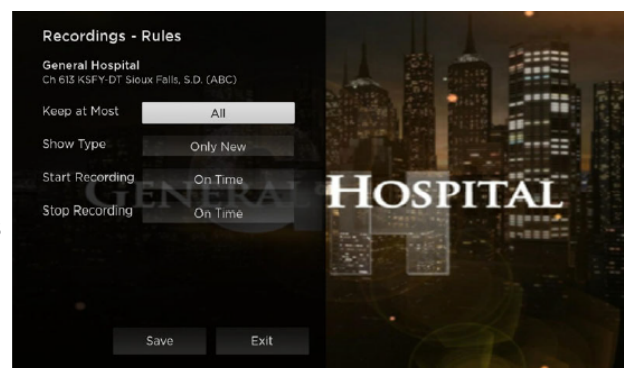 Recordings - Rules
General Hospital
Ch 613 KSFY-DT Sioux Falls, S.D. (ABC)
Keep at Most All
Show Type Only New
Start Recording On Time
GENERAL HOSPITAL
Stop Recording On Time
GH
Save Exit